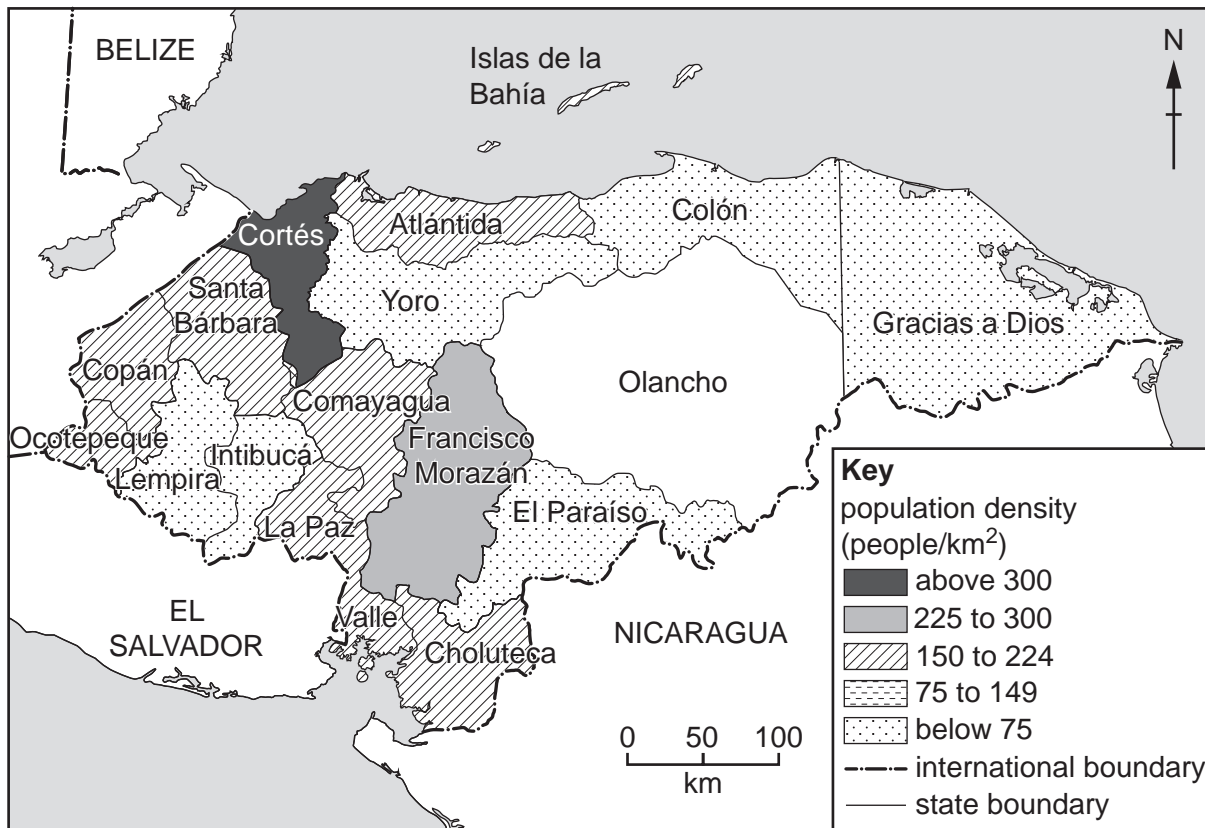 BELIZE
Islas de la
Bahía
N
Cortés
Atlántida
Colón
Santa
Bárbara
Yoro
Gracias a Dios
Copán
Olancho
Comayagua
Ocotepeque
Francisco
Morazán
Intibucá
Lempira
La Paz
El Paraíso
EL
SALVADOR
Valle
Choluteca
NICARAGUA
0 50 100
km
Key
population density
(people/km²)
above 300
225 to 300
150 to 224
75 to 149
below 75
international boundary
state boundary